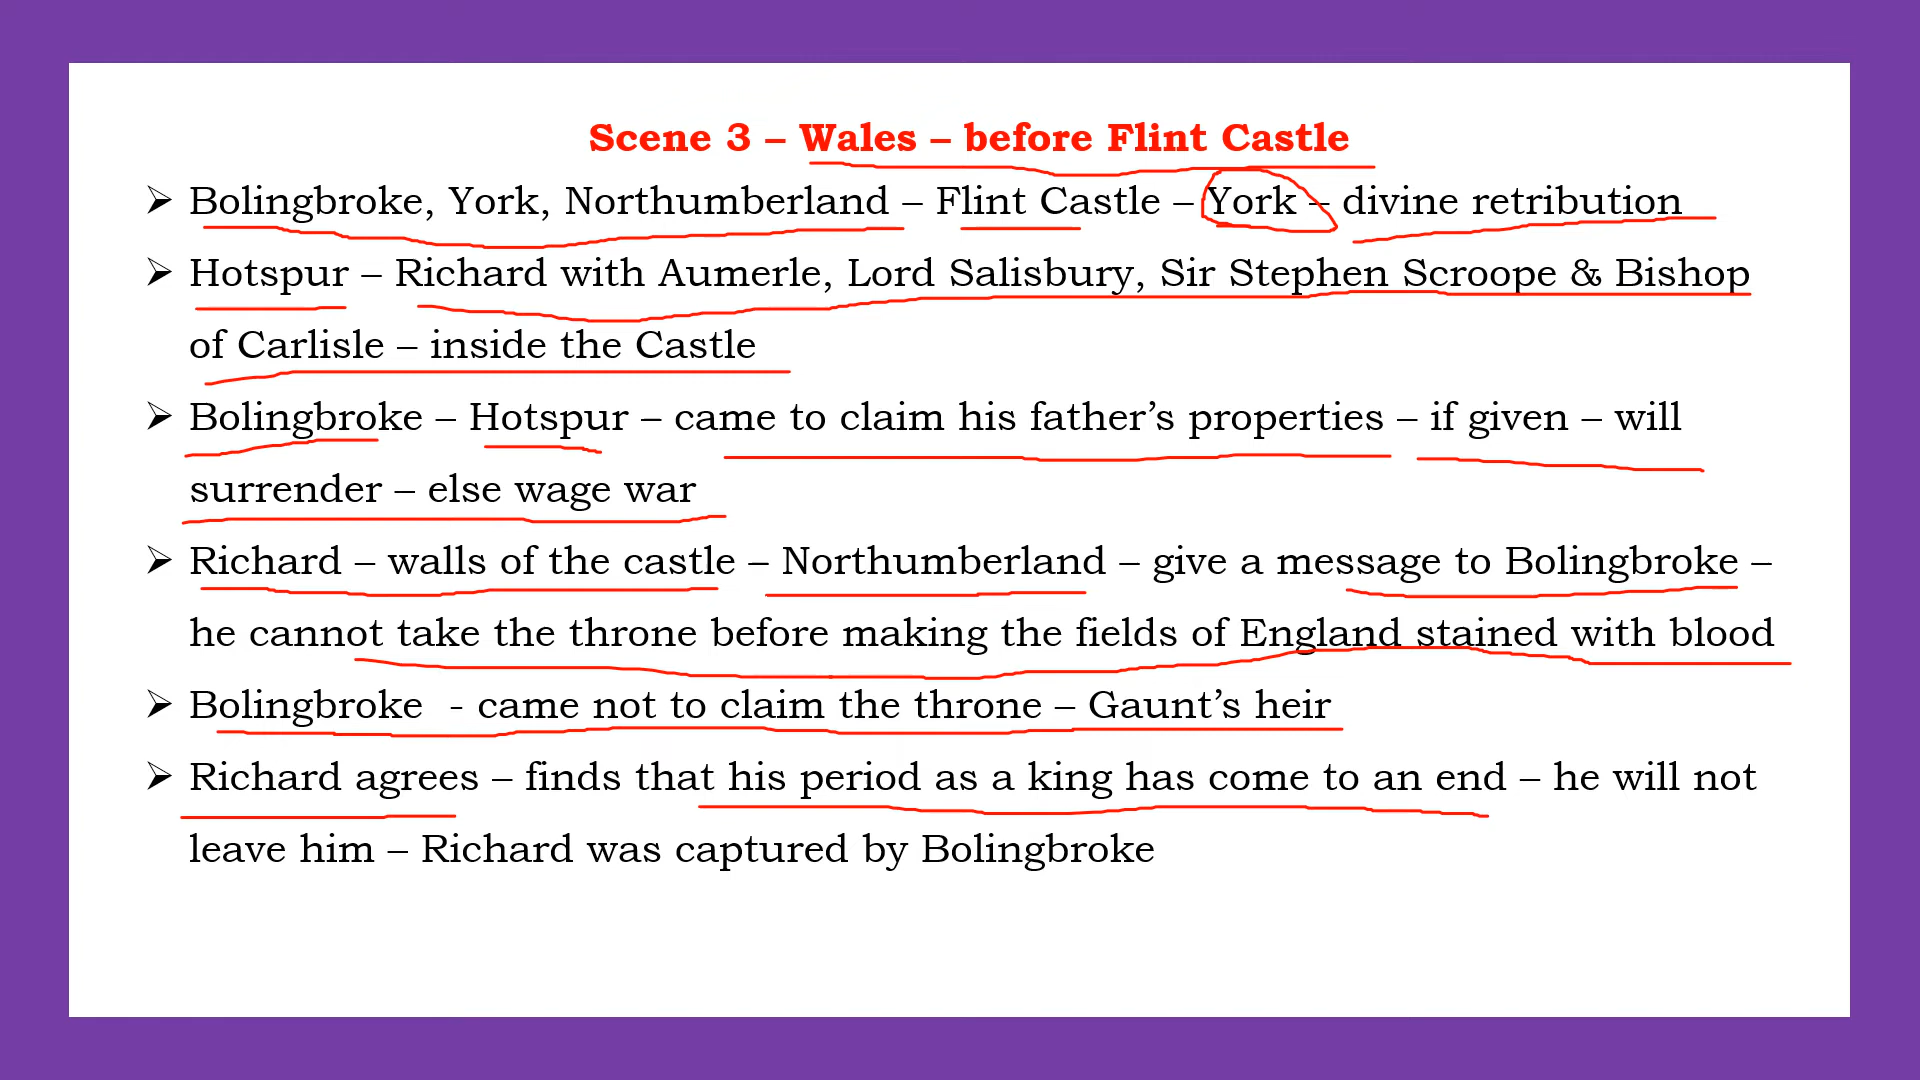 Scene 3 – Wales – before Flint Castle
➢ Bolingbroke, York, Northumberland – Flint Castle – York – divine retribution
➢ Hotspur – Richard with Aumerle, Lord Salisbury, Sir Stephen Scroope & Bishop
of Carlisle – inside the Castle
➢ Bolingbroke – Hotspur – came to claim his father’s properties – if given – will
surrender – else wage war
➢ Richard – walls of the castle – Northumberland – give a message to Bolingbroke –
he cannot take the throne before making the fields of England stained with blood
➢ Bolingbroke - came not to claim the throne – Gaunt’s heir
➢ Richard agrees – finds that his period as a king has come to an end – he will not
leave him – Richard was captured by Bolingbroke